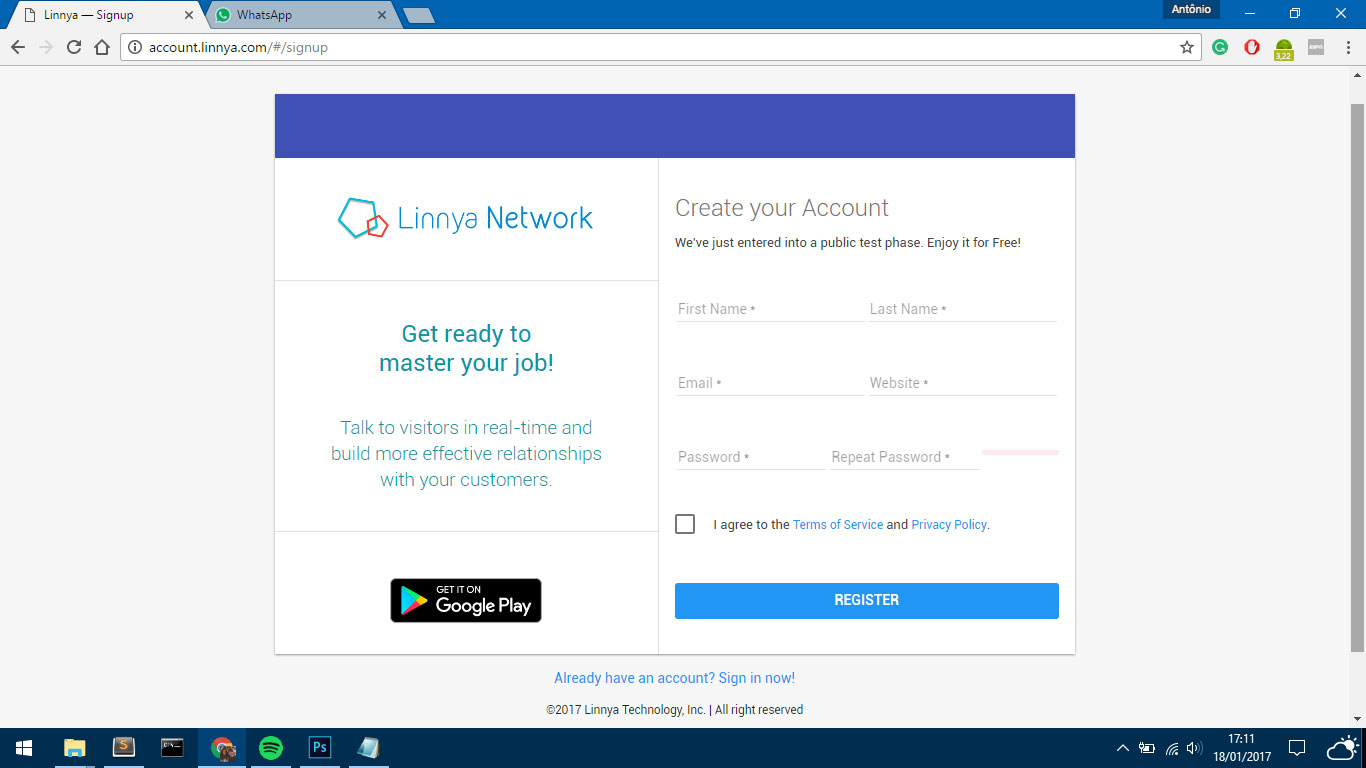 Linnya — Signup
WhatsApp
Antônio
account.linnya.com/#/signup
3,22
ESPN
Linnya Network
Get ready to
master your job!
Talk to visitors in real-time and
build more effective relationships
with your customers.
GET IT ON
Google Play
Create your Account
We've just entered into a public test phase. Enjoy it for Free!
First Name *
Last Name *
Email *
Website *
Password *
Repeat Password *
I agree to the Terms of Service and Privacy Policy.
REGISTER
Already have an account? Sign in now!
©2017 Linnya Technology, Inc. | All right reserved
S
C:\_
Ps
17:11
18/01/2017